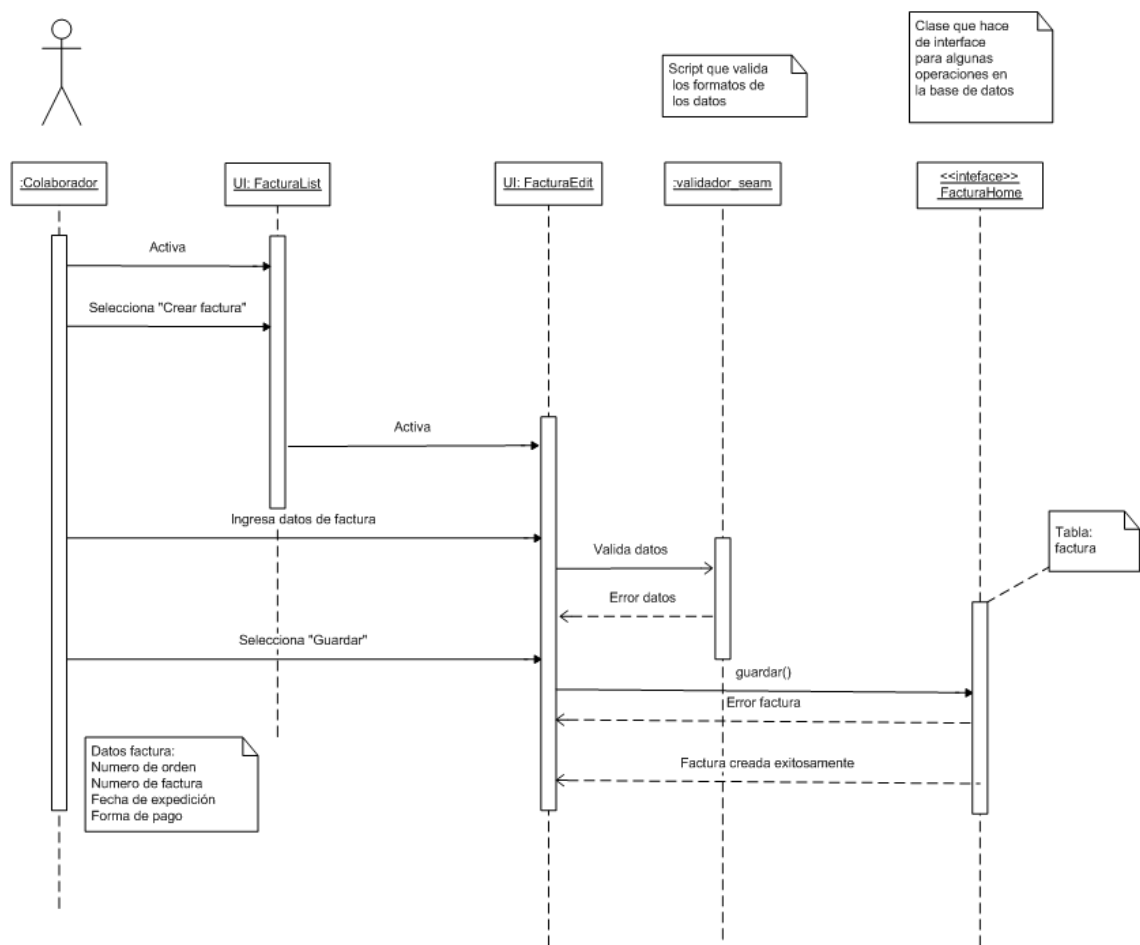 Clase que hace
de interface
para algunas
operaciones en
la base de datos
Script que valida
los formatos de
los datos
:Colaborador
UI: FacturaList
UI: FacturaEdit
:validador_seam
<<inteface>>
FacturaHome
Activa
Selecciona "Crear factura"
Activa
Ingresa datos de factura
Tabla:
factura
Valida datos
Error datos
Selecciona "Guardar"
guardar()
Error factura
Factura creada exitosamente
Datos factura:
Numero de orden
Numero de factura
Fecha de expedición
Forma de pago